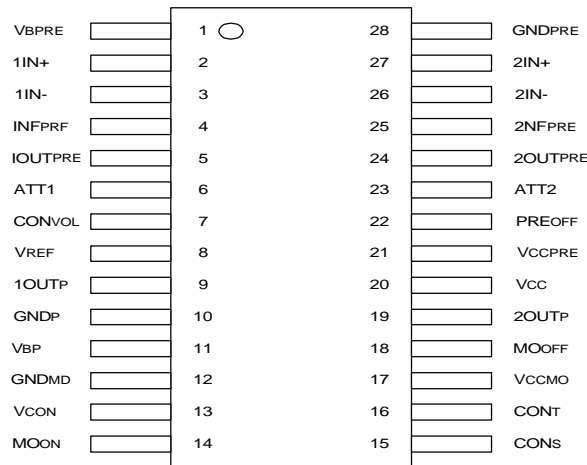 VBPRE 1 28 GNDPRE
1IN+ 2 27 2IN+
1IN- 3 26 2IN-
INFPRF 4 25 2NFPRE
IOUTPRE 5 24 2OUTPRE
ATT1 6 23 ATT2
CONVOL 7 22 PREOFF
VREF 8 21 VCCPRE
1OUTP 9 20 VCC
GNDP 10 19 2OUTP
VBP 11 18 MOOFF
GNDMD 12 17 VCCMO
VCON 13 16 CONT
MOON 14 15 CONS